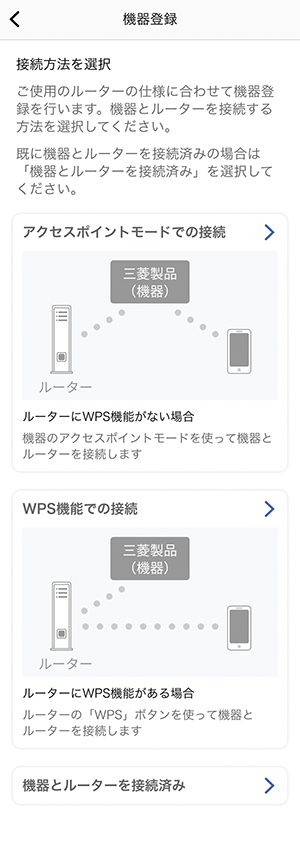 機器登録
接続方法を選択
ご使用のルーターの仕様に合わせて機器登
録を行います。機器とルーターを接続する
方法を選択してください。
既に機器とルーターを接続済みの場合は
「機器とルーターを接続済み」を選択して
ください。
アクセスポイントモードでの接続
三菱製品
（機器）
ルーター
ルーターにWPS機能がない場合
機器のアクセスポイントモードを使って機器と
ルーターを接続します
WPS機能での接続
三菱製品
（機器）
ルーター
ルーターにWPS機能がある場合
ルーターの「WPS」ボタンを使って機器と
ルーターを接続します
機器とルーターを接続済み